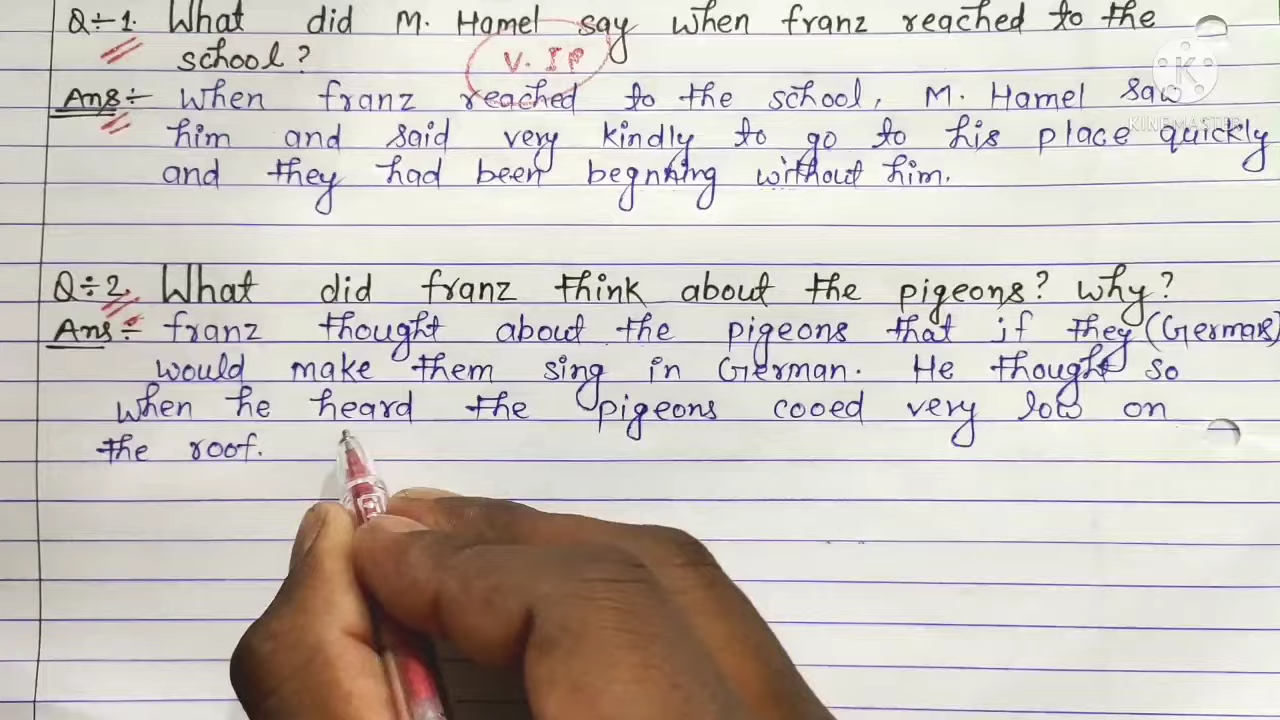 Q÷1. What did M. Hamel say when franz reached to the
school?
V. IP
Ans÷ When franz reached to the school, M. Hamel saw
him and said very kindly to go to his place quickly
and they had been begnning without him.
Q÷2. What did franz think about the pigeons? why?
Ans÷ franz thought about the pigeons that if they (Germans)
would make them sing in German. He thought so
when he heard the pigeons cooed very low on
the roof.
K
KINEMASTER